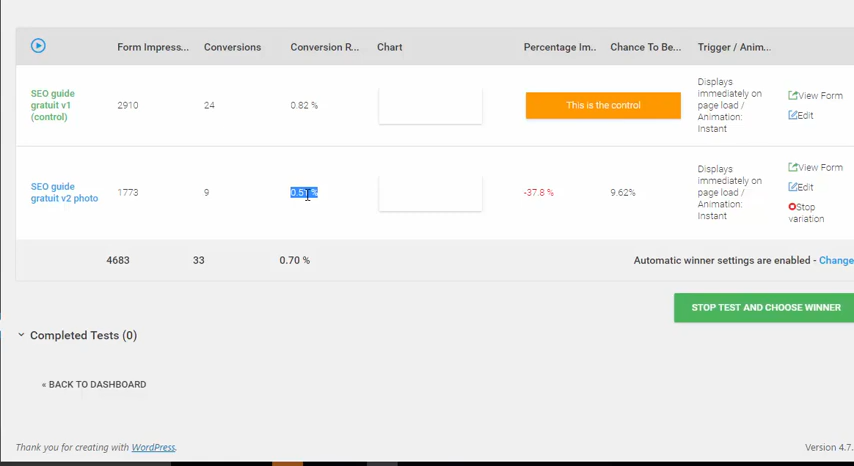 Form Impress... Conversions Conversion R... Chart Percentage Im.. Chance To Be... Trigger / Anim...
SEO guide
gratuit v1
(control)
2910 24 0.82 % This is the control
Displays
immediately on
page load /
Animation:
Instant
View Form
Edit
SEO guide
gratuit v2 photo
1773 9 0.51 % -37.8 % 9.62%
Displays
immediately on
page load /
Animation:
Instant
View Form
Edit
Stop
variation
4683 33 0.70 % Automatic winner settings are enabled - Change
STOP TEST AND CHOOSE WINNER
Completed Tests (0)
« BACK TO DASHBOARD
Thank you for creating with WordPress. Version 4.7.